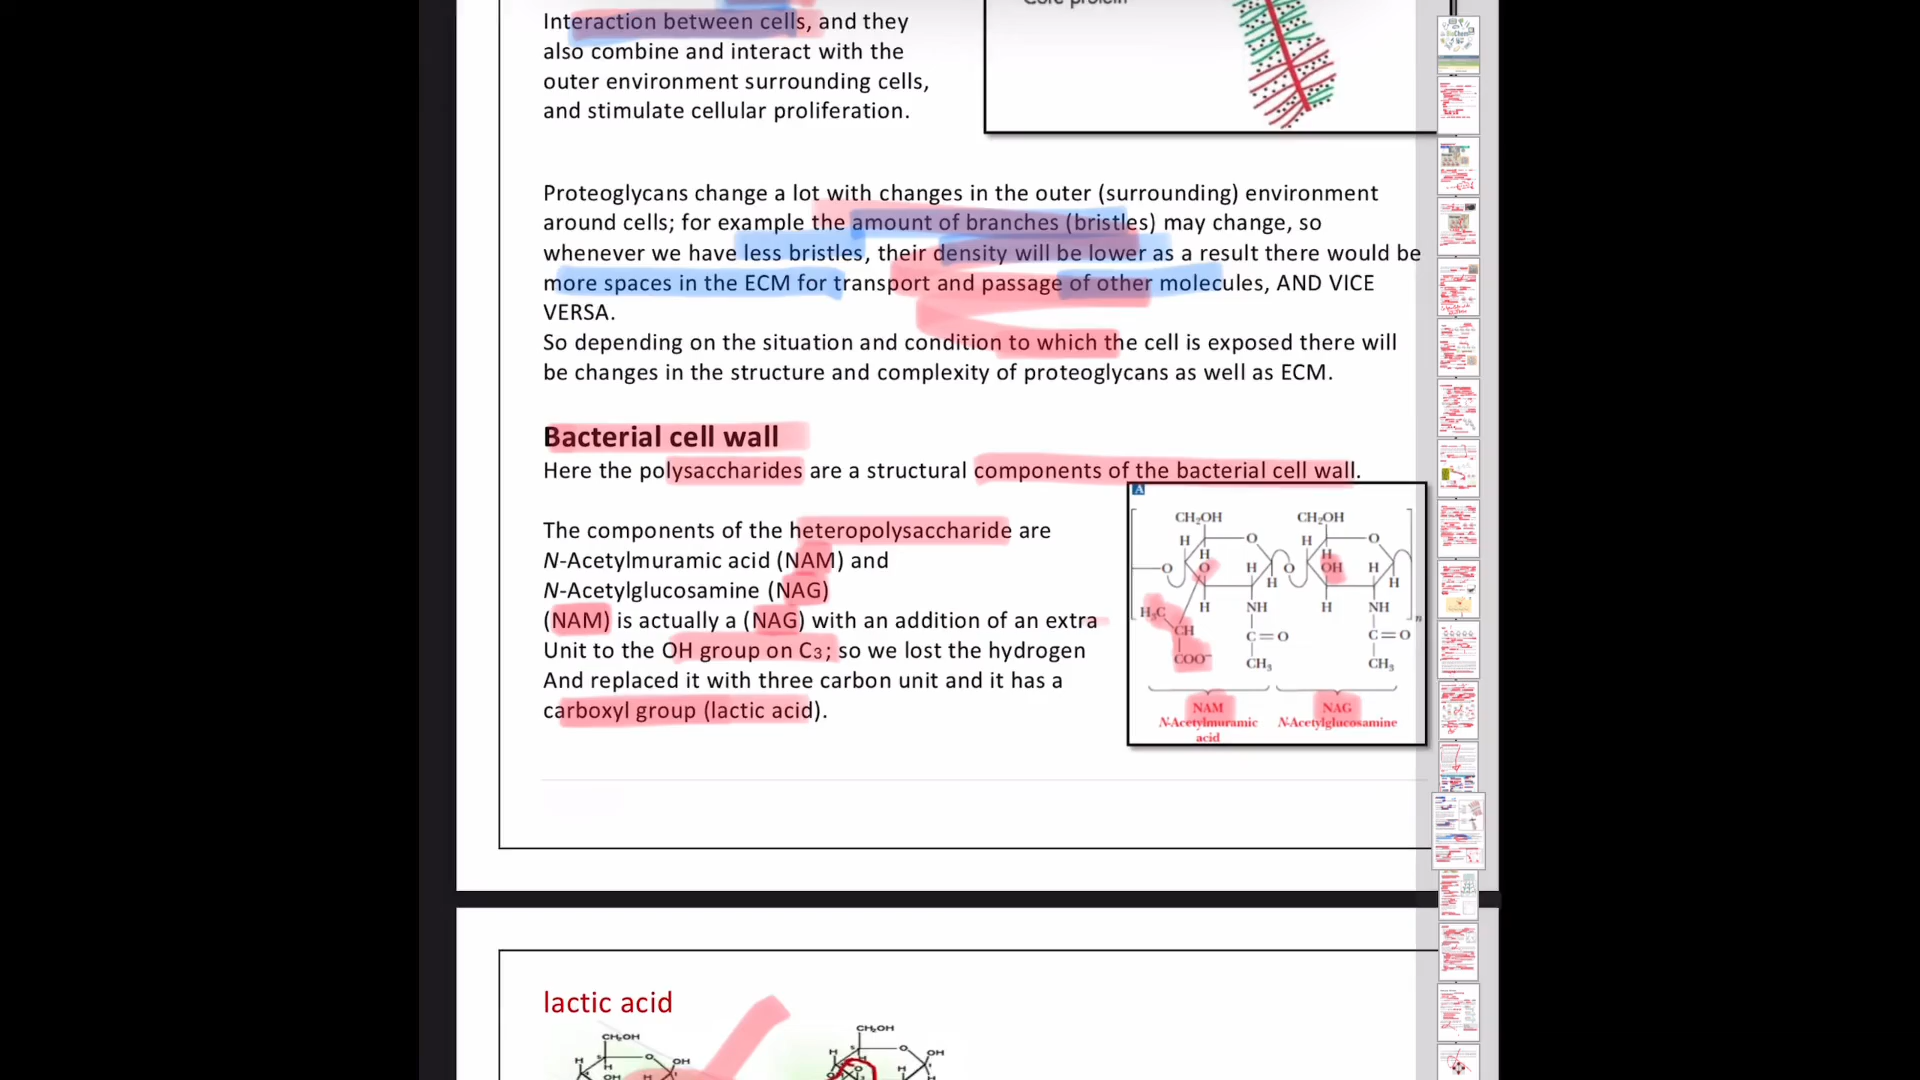 Core protein
Interaction between cells, and they
also combine and interact with the
outer environment surrounding cells,
and stimulate cellular proliferation.
Proteoglycans change a lot with changes in the outer (surrounding) environment
around cells; for example the amount of branches (bristles) may change, so
whenever we have less bristles, their density will be lower as a result there would be
more spaces in the ECM for transport and passage of other molecules, AND VICE
VERSA.
So depending on the situation and condition to which the cell is exposed there will
be changes in the structure and complexity of proteoglycans as well as ECM.
Bacterial cell wall
Here the polysaccharides are a structural components of the bacterial cell wall.
The components of the heteropolysaccharide are
N-Acetylmuramic acid (NAM) and
N-Acetylglucosamine (NAG)
(NAM) is actually a (NAG) with an addition of an extra
Unit to the OH group on C3; so we lost the hydrogen
And replaced it with three carbon unit and it has a
carboxyl group (lactic acid).
A
CH₂OH CH₂OH
H O H O
H H
O O H O OH H
H H
H NH H NH
H₃C
CH
C=O C=O
COO⁻
CH₃ CH₃
n
NAM NAG
N-Acetylmuramic N-Acetylglucosamine
acid
lactic acid
CH₂OH CH₂OH
H O OH H O OH
H
OH H H